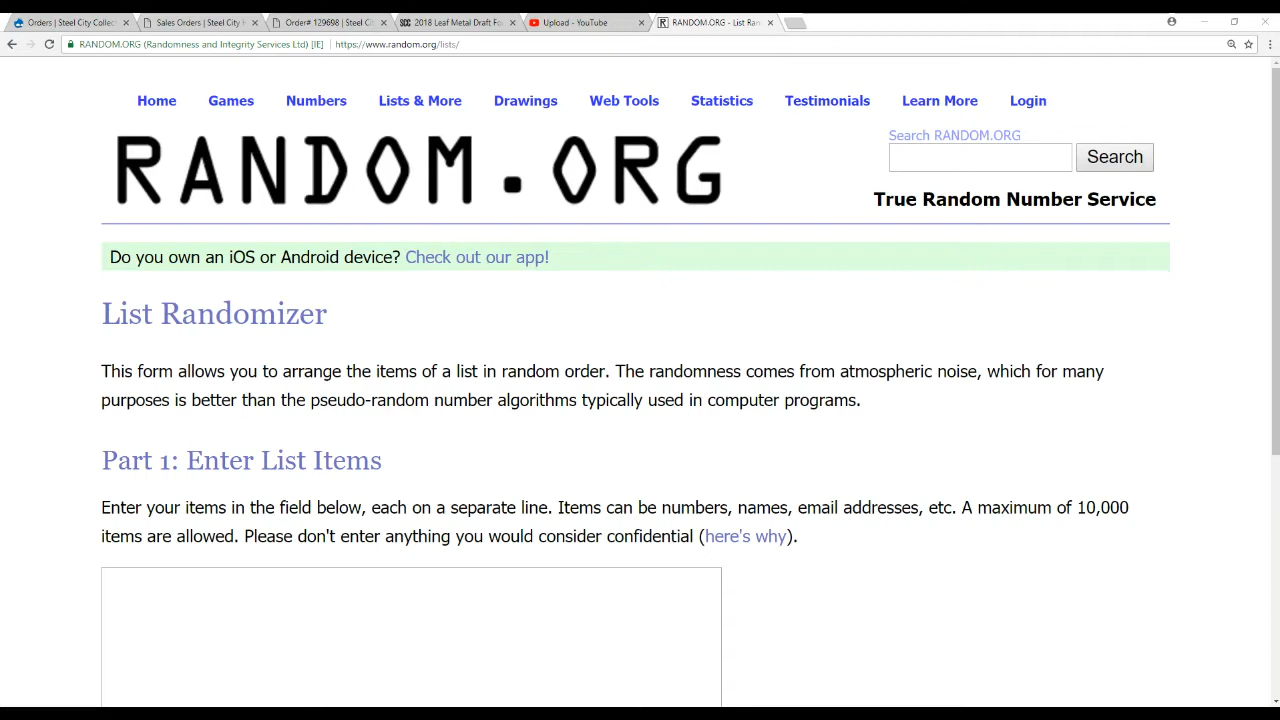 Orders | Steel City Collect
Sales Orders | Steel City H
Order# 129698 | Steel Cit
SCC 2018 Leaf Metal Draft Fo
Upload - YouTube
RANDOM.ORG - List Ran
RANDOM.ORG (Randomness and Integrity Services Ltd) [IE] | https://www.random.org/lists/
Home Games Numbers Lists & More Drawings Web Tools Statistics Testimonials Learn More Login
RANDOM.ORG
Search RANDOM.ORG
Search
True Random Number Service
Do you own an iOS or Android device? Check out our app!
List Randomizer
This form allows you to arrange the items of a list in random order. The randomness comes from atmospheric noise, which for many
purposes is better than the pseudo-random number algorithms typically used in computer programs.
Part 1: Enter List Items
Enter your items in the field below, each on a separate line. Items can be numbers, names, email addresses, etc. A maximum of 10,000
items are allowed. Please don't enter anything you would consider confidential (here's why).